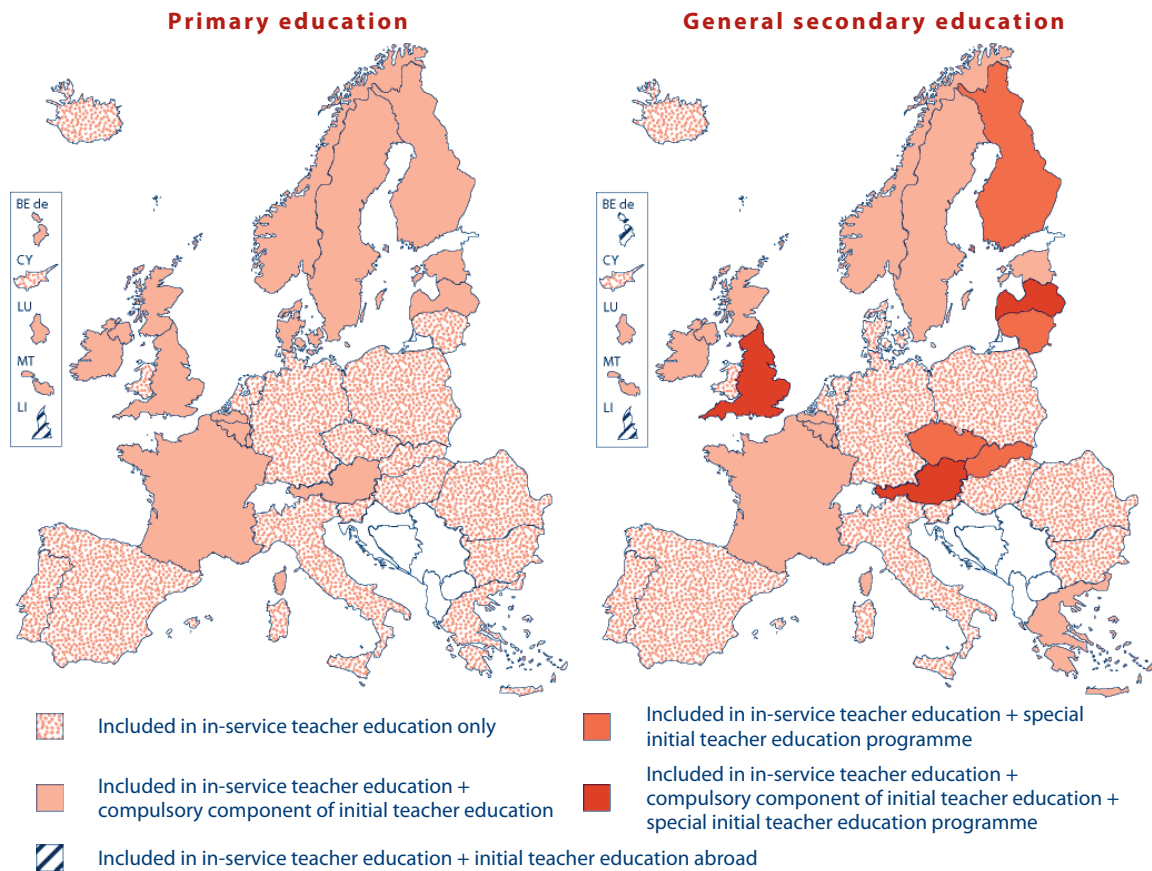 Primary education
General secondary education
BE de
CY
LU
MT
LI
BE de
CY
LU
MT
LI
Included in in-service teacher education only
Included in in-service teacher education +
compulsory component of initial teacher education
Included in in-service teacher education + initial teacher education abroad
Included in in-service teacher education + special
initial teacher education programme
Included in in-service teacher education +
compulsory component of initial teacher education +
special initial teacher education programme